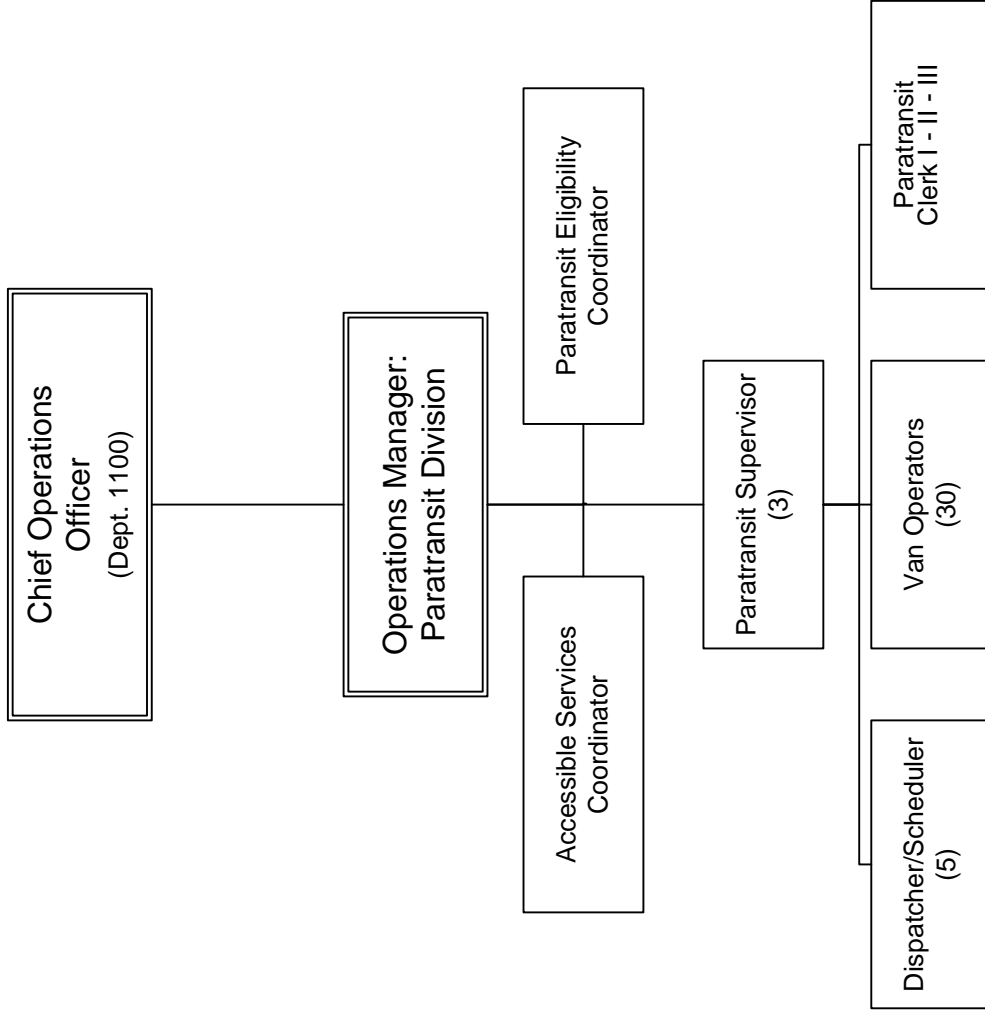 Chief Operations
Officer
(Dept. 1100)
Operations Manager:
Paratransit Division
Accessible Services
Coordinator
Paratransit Eligibility
Coordinator
Paratransit Supervisor
(3)
Dispatcher/Scheduler
(5)
Van Operators
(30)
Paratransit
Clerk I - II - III